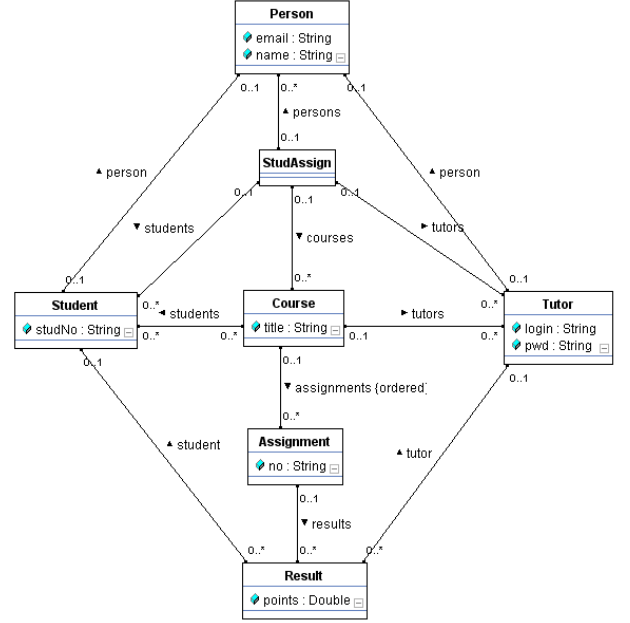 Person
email : String
name : String
0..1
0..*
0..1
persons
0..1
person
person
StudAssign
0..1
0..1
0..1
students
courses
tutors
0..1
0..*
0..*
0..*
0..1
Student
studNo : String
students
0..*
0..*
Course
title : String
tutors
0..1
0..*
Tutor
login : String
pwd : String
0..1
0..1
0..1
assignments {ordered}
0..*
student
Assignment
no : String
tutor
0..1
results
0..*
0..*
0..*
Result
points : Double